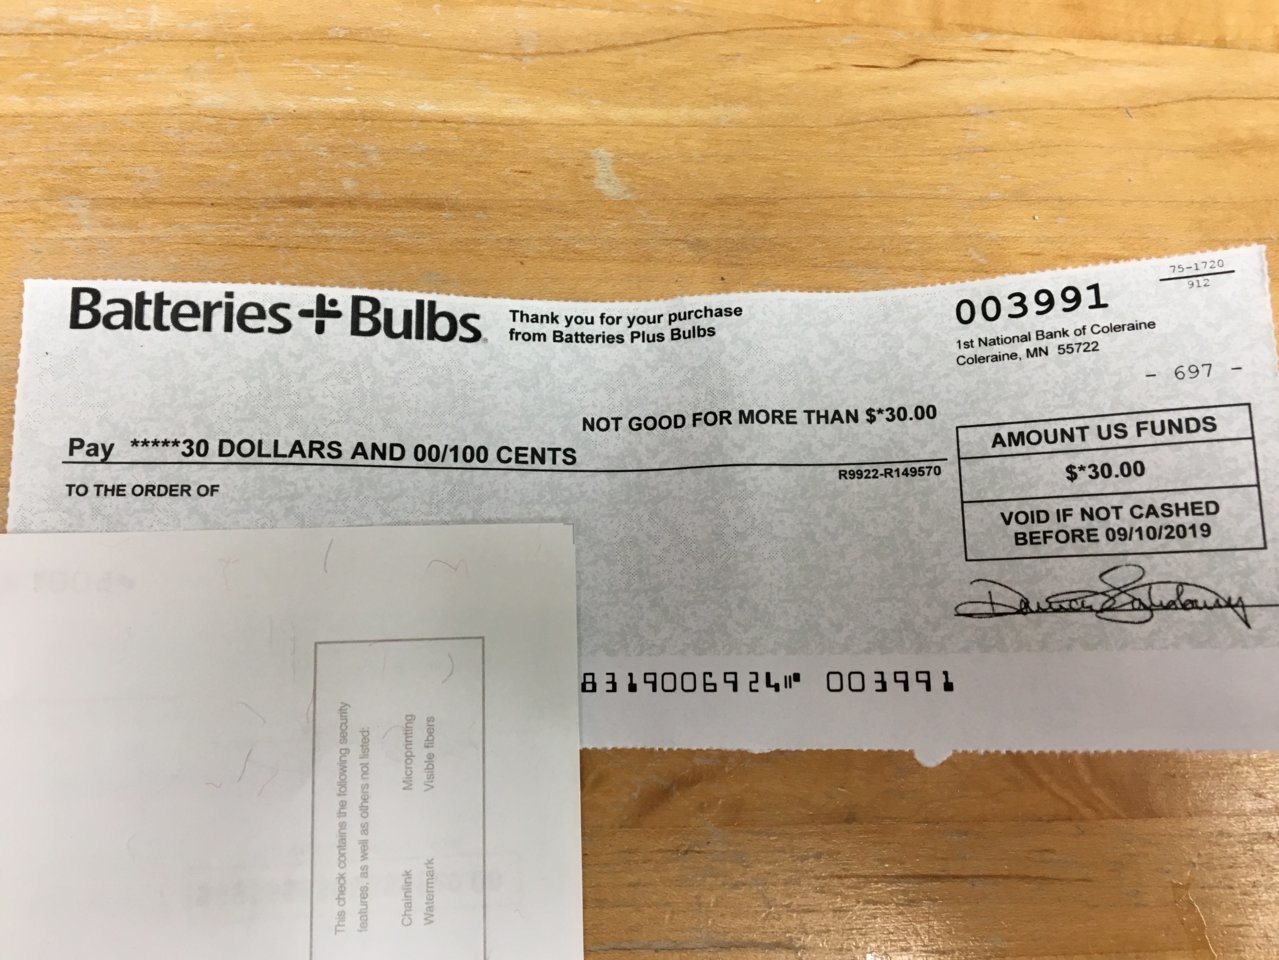 Batteries+Bulbs.
Thank you for your purchase
from Batteries Plus Bulbs
75-1720
912
003991
1st National Bank of Coleraine
Coleraine, MN 55722
- 697 -
NOT GOOD FOR MORE THAN $*30.00
Pay *****30 DOLLARS AND 00/100 CENTS
R9922-R149570
TO THE ORDER OF
AMOUNT US FUNDS
$*30.00
VOID IF NOT CASHED
BEFORE 09/10/2019
8319006924⑈ 003991
This check contains the following security
features, as well as others not listed:
Chainlink Microprinting
Watermark Visible fibers